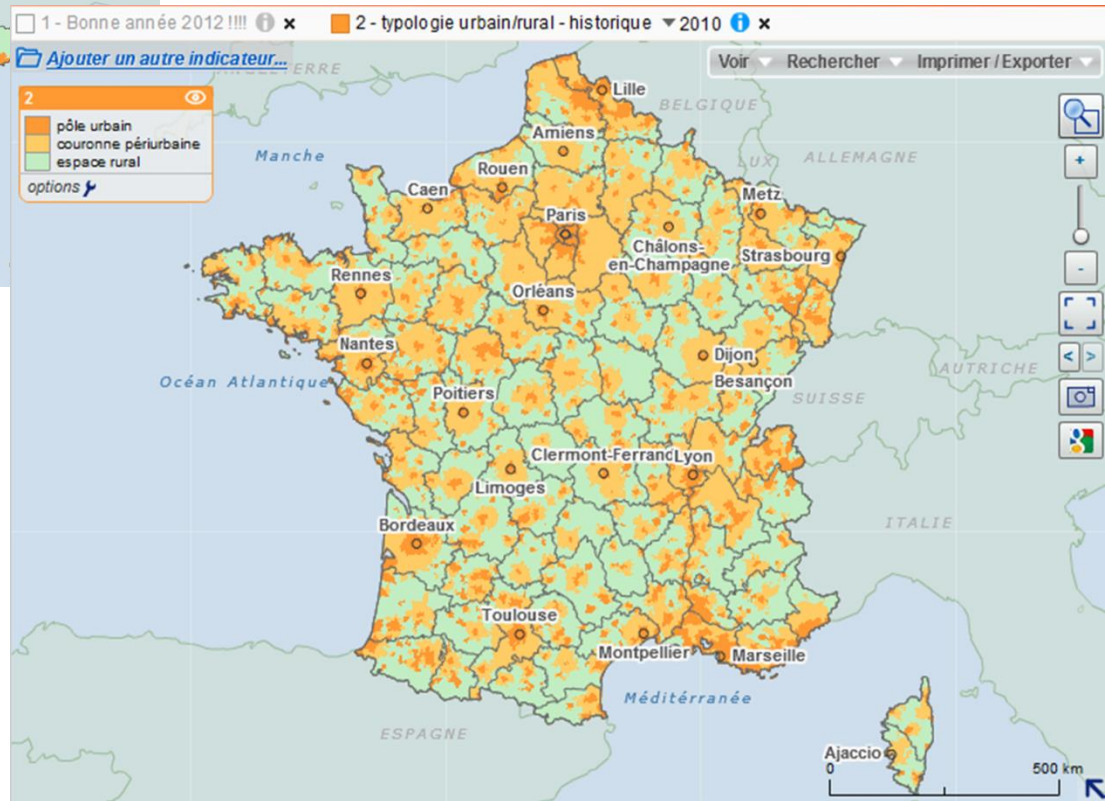 1 - Bonne année 2012 !!!!
2 - typologie urbain/rural - historique 2010
Ajouter un autre indicateur...
Voir Rechercher Imprimer / Exporter
2
pôle urbain
couronne périurbaine
espace rural
options
ANGLETERRE
Lille
BELGIQUE
Amiens
Manche
LUX
ALLEMAGNE
Rouen
Caen
Metz
Paris
Châlons-
en-Champagne
Strasbourg
Rennes
Orléans
Nantes
Dijon
Océan Atlantique
Besançon
AUTRICHE
Poitiers
SUISSE
Clermont-Ferrand
Lyon
Limoges
Bordeaux
ITALIE
Toulouse
Montpellier
Marseille
Méditérranée
ESPAGNE
Ajaccio
0 500 km